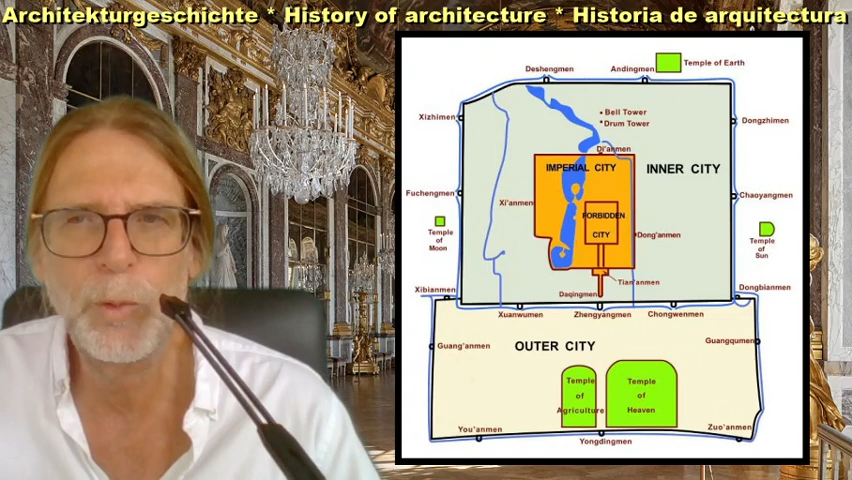 Architekturgeschichte * History of architecture * Historia de arquitectura
Deshengmen
Andingmen
Temple of Earth
Xizhimen
Bell Tower
Drum Tower
Dongzhimen
Di'anmen
IMPERIAL CITY
INNER CITY
Fuchengmen
Chaoyangmen
Xi'anmen
FORBIDDEN
CITY
Temple
of
Moon
Dong'anmen
Temple
of
Sun
Tian'anmen
Xibianmen
Daqingmen
Dongbianmen
Xuanwumen
Zhengyangmen
Chongwenmen
Guang'anmen
OUTER CITY
Guangqumen
Temple
of
Agriculture
Temple
of
Heaven
You'anmen
Yongdingmen
Zuo'anmen